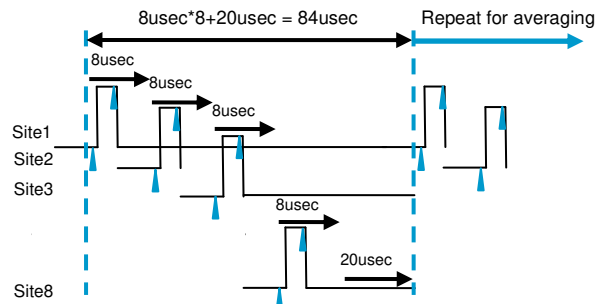 8usec*8+20usec = 84usec
Repeat for averaging
8usec
8usec
8usec
Site1
Site2
Site3
8usec
20usec
Site8